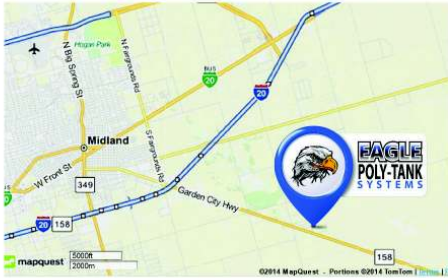 Hogan Park
N Big Spring St
N Fairgrounds Rd
BUS
20
20
Midland
S Fairgrounds Rd
W Front St
349
Garden City Hwy
EAGLE
POLY-TANK
SYSTEMS
20
158
158
mapquest
5000ft
2000m
©2014 MapQuest - Portions ©2014 TomTom | Terms